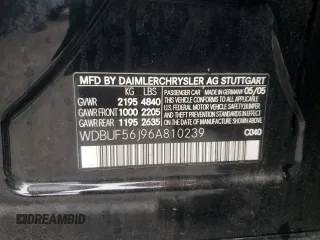 MFD BY DAIMLERCHRYSLER AG STUTTGART
KG LBS
GVWR 2195 4840
GAWR FRONT 1000 2205
GAWR REAR 1195 2635
PASSENGER CAR MADE IN GERMANY 05/05
THIS VEHICLE CONFORMS TO ALL
APPLICABLE U.S. FEDERAL MOTOR
VEHICLE SAFETY BUMPER
AND THEFT PREVENTION
STANDARDS IN EFFECT
ON THE DATE OF
MANUFACTURE
SHOWN ABOVE
WDBUF56J96A810239
C040
DREAMBID